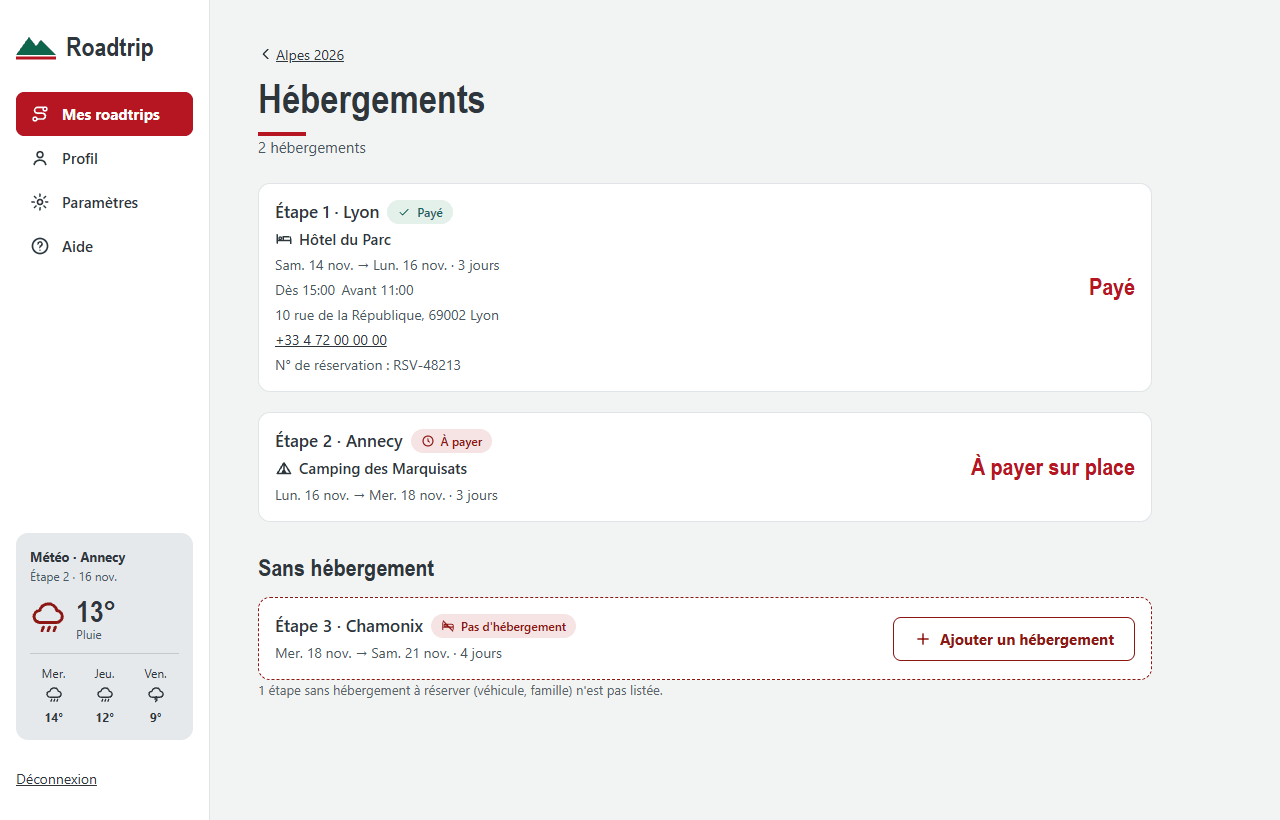 Roadtrip
Mes roadtrips
Profil
Paramètres
Aide
Météo · Annecy
Étape 2 · 16 nov.
13°
Pluie
Mer. Jeu. Ven.
14° 12° 9°
Déconnexion
Alpes 2026
Hébergements
2 hébergements
Étape 1 · Lyon Payé
Hôtel du Parc
Sam. 14 nov. → Lun. 16 nov. · 3 jours
Dès 15:00 Avant 11:00
Payé
10 rue de la République, 69002 Lyon
+33 4 72 00 00 00
N° de réservation : RSV-48213
Étape 2 · Annecy À payer
Camping des Marquisats
À payer sur place
Lun. 16 nov. → Mer. 18 nov. · 3 jours
Sans hébergement
Étape 3 · Chamonix Pas d'hébergement
Mer. 18 nov. → Sam. 21 nov. · 4 jours
Ajouter un hébergement
1 étape sans hébergement à réserver (véhicule, famille) n'est pas listée.